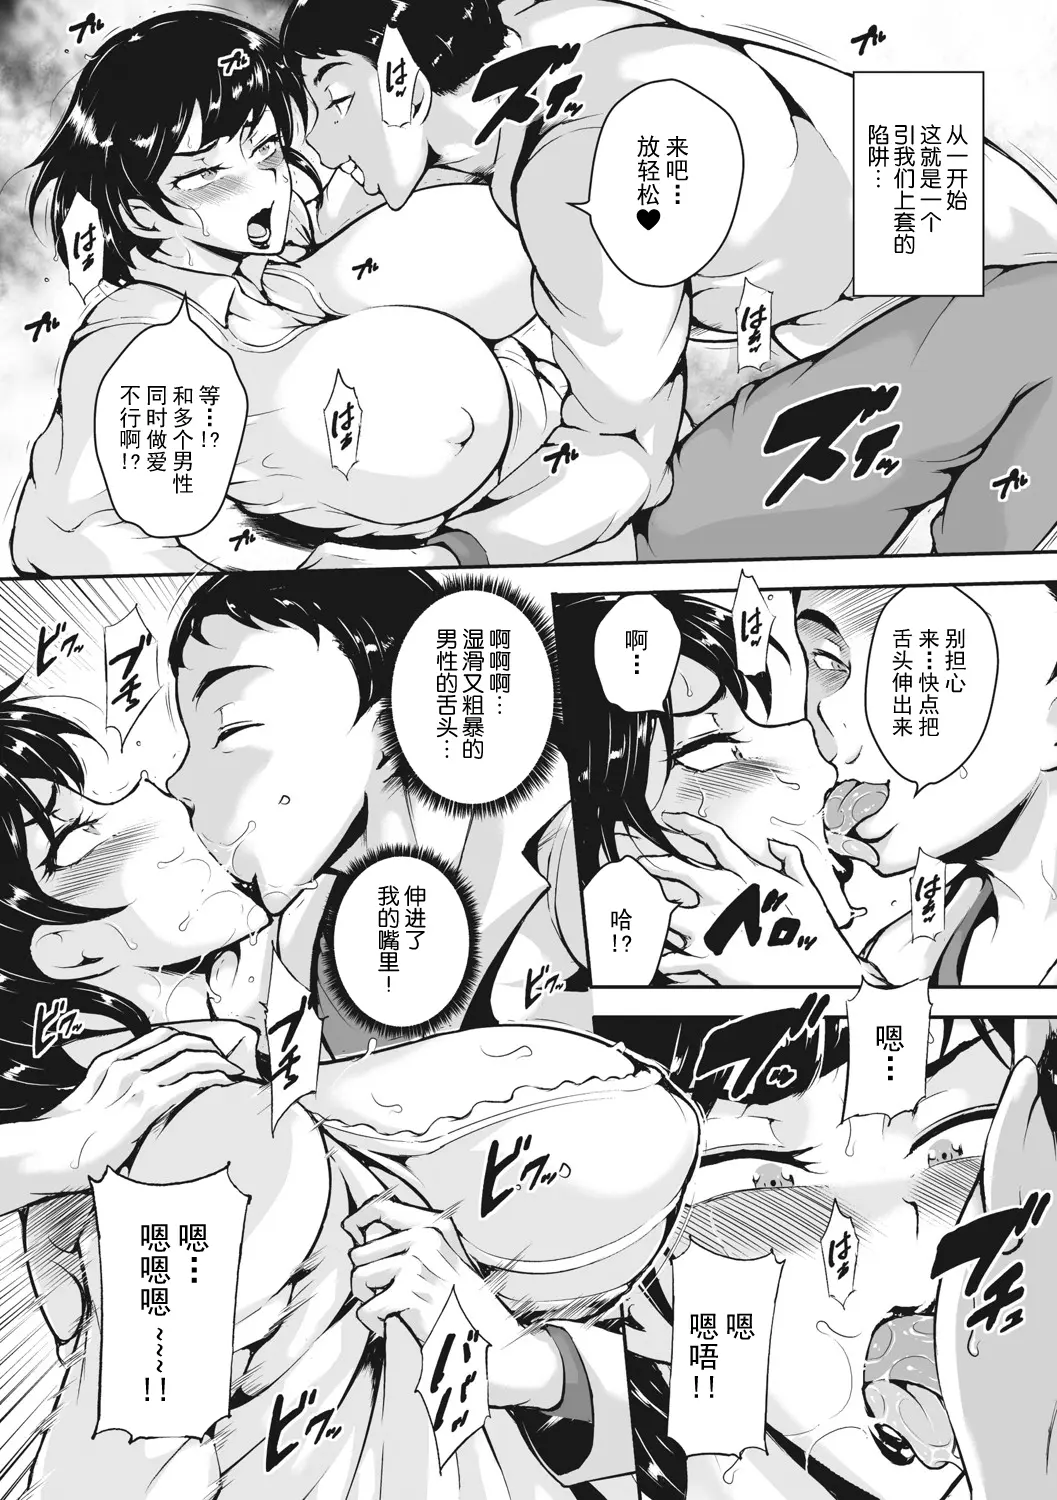 从一开始
这就是一个
引我们上套的
陷阱…
来吧…
放轻松♥
等…!?
和多个男性
同时做爱
不行啊!?
别担心
来…快点把
舌头伸出来
啊…
哈
!?
啊啊啊…
湿滑又粗暴的
男性的舌头…
伸进了
我的嘴里!
嗯…
嗯
嗯唔!!
嗯…
嗯嗯嗯~~~!!